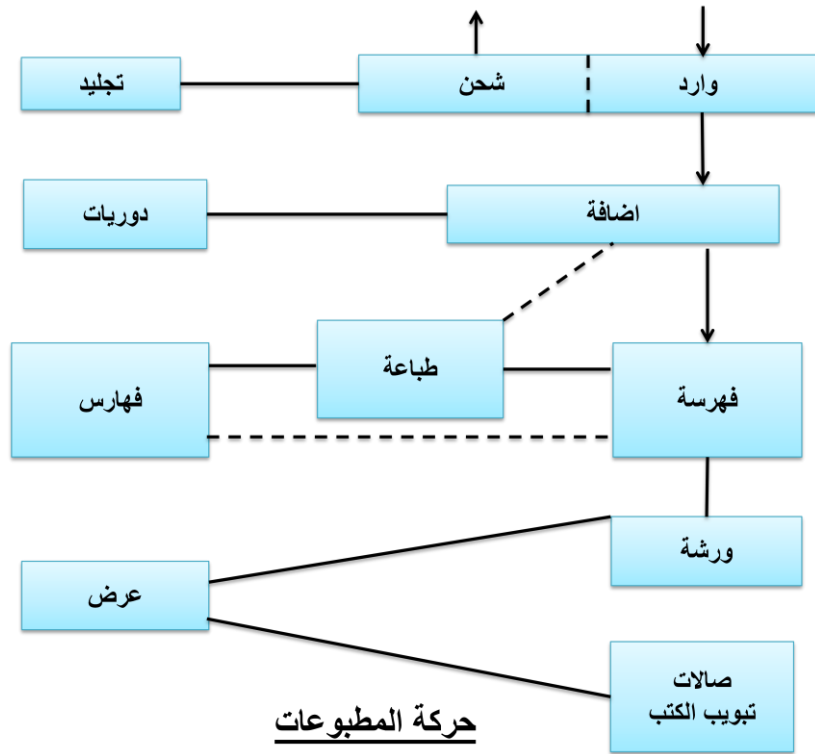 وارد
شحن
تجليد
اضافة
دوريات
طباعة
فهرسة
فهارس
ورشة
عرض
صالات
تبويب الكتب
حركة المطبوعات